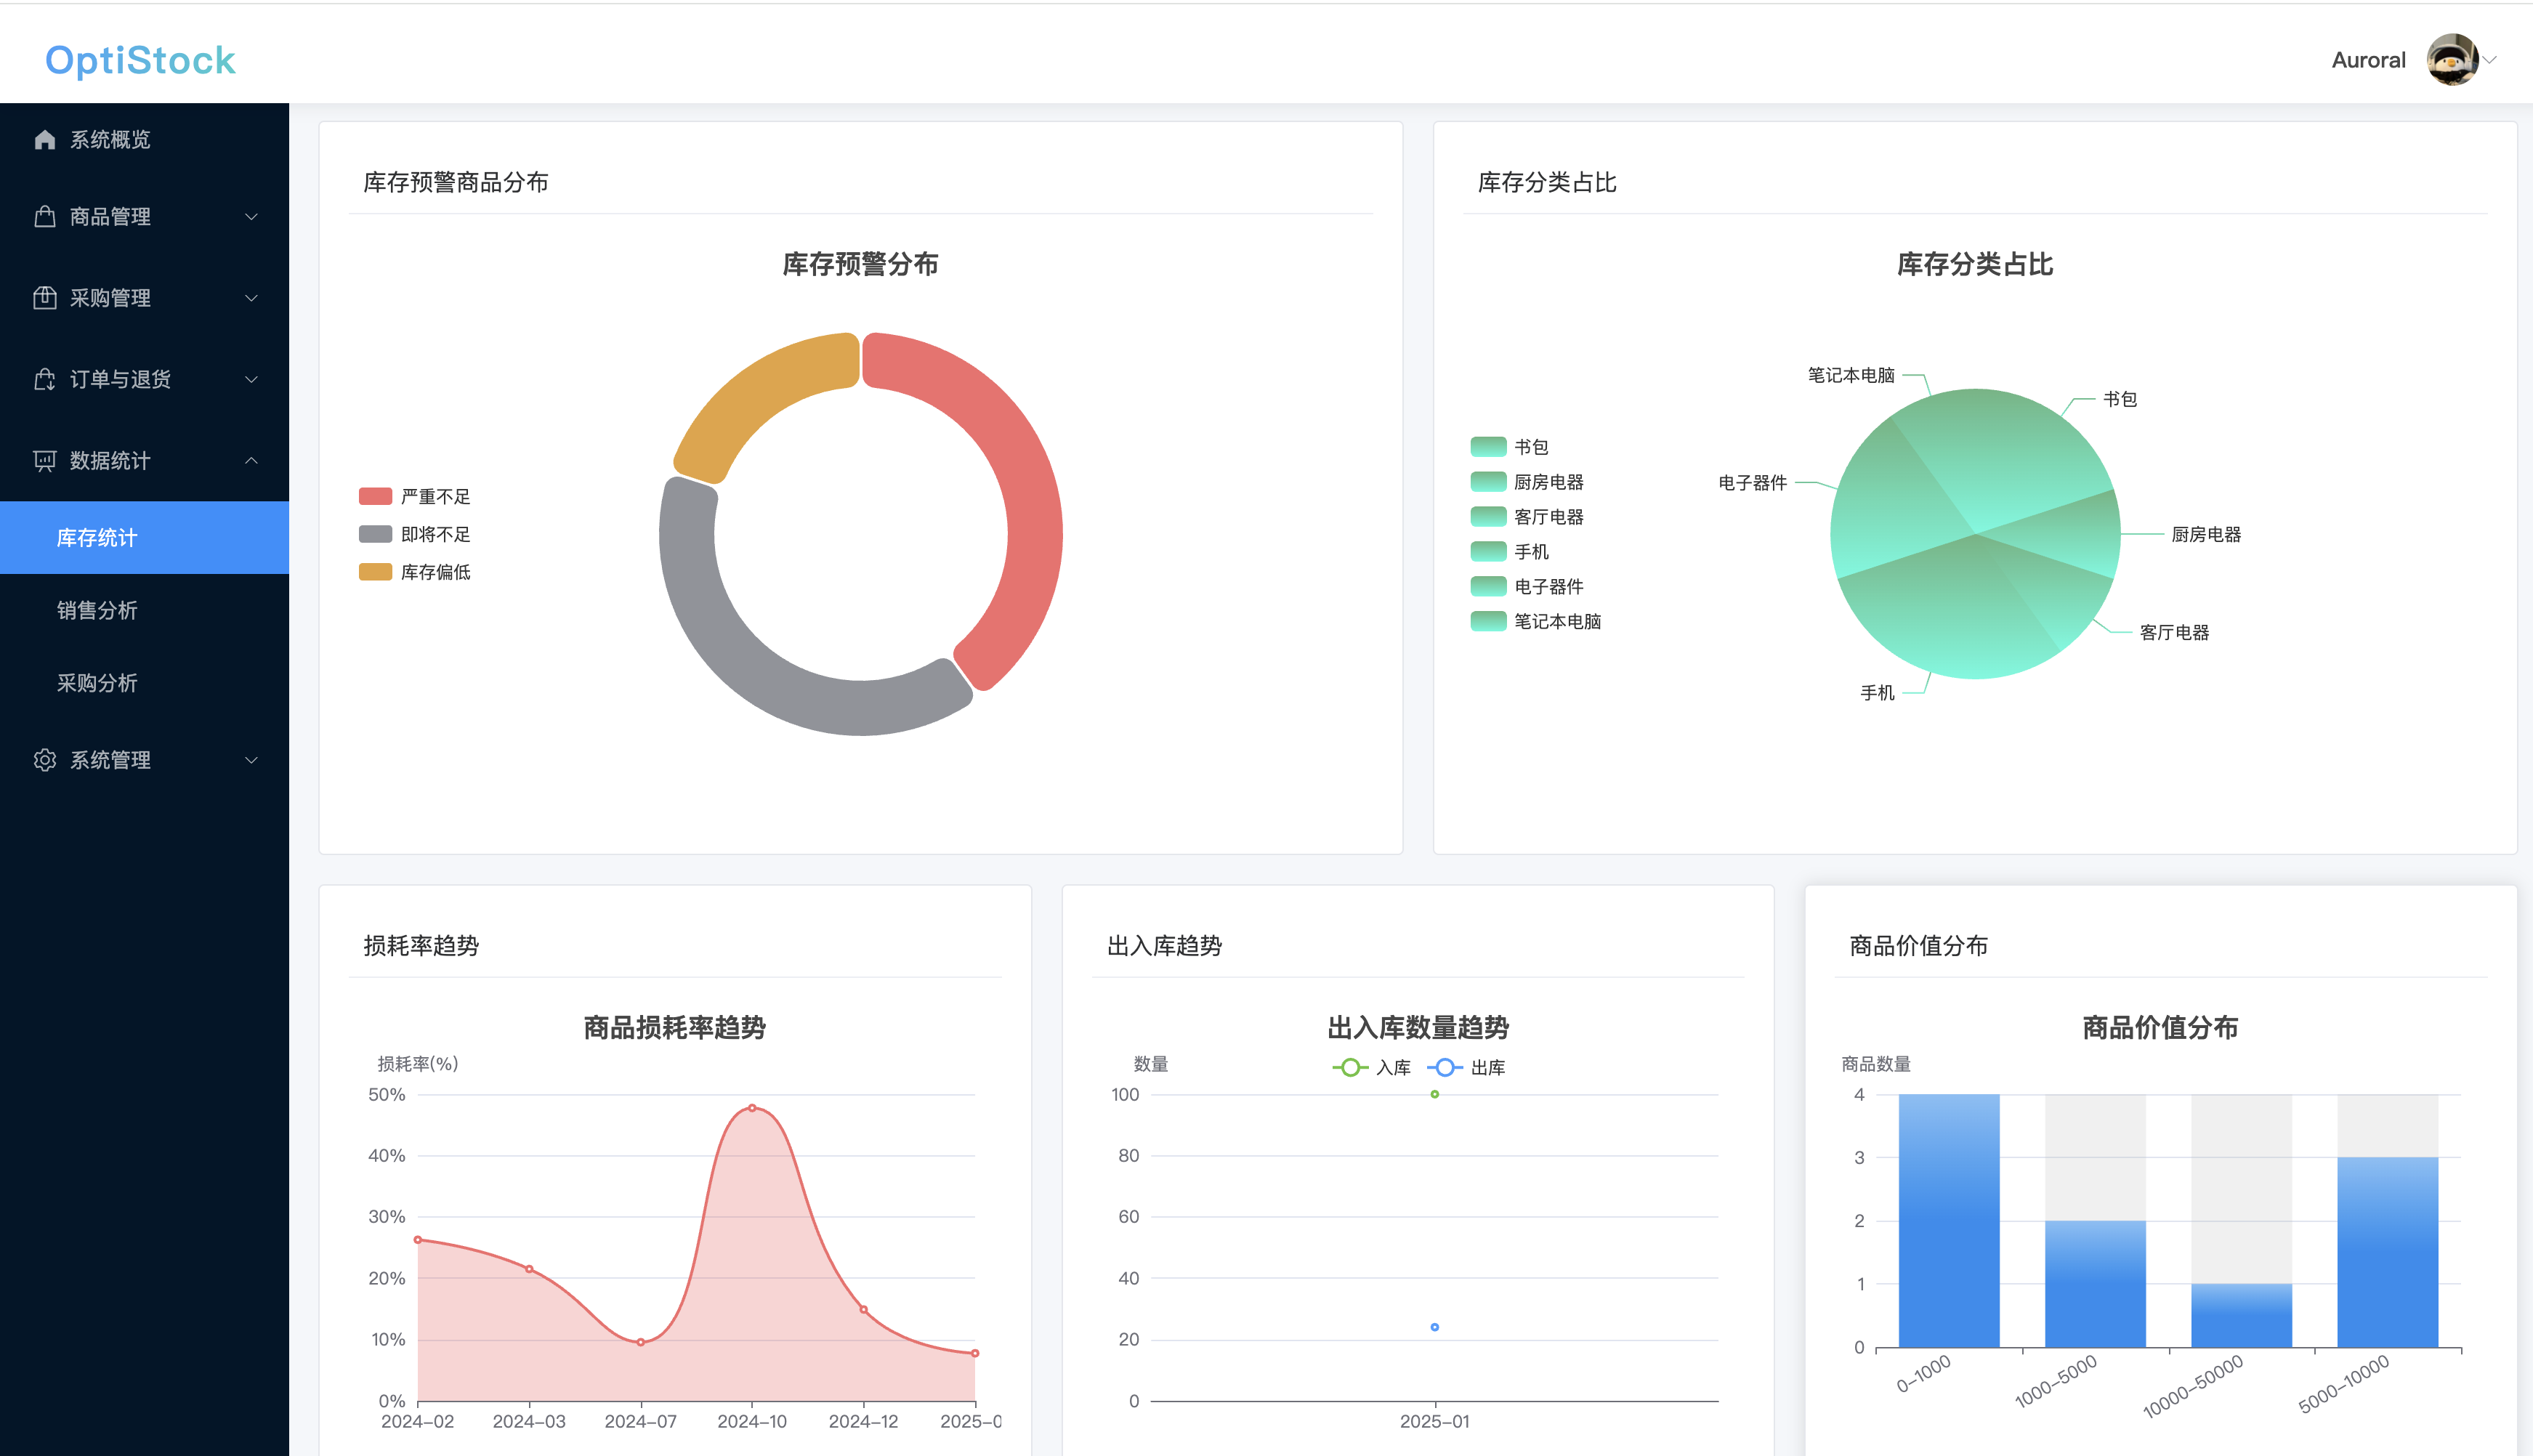 OptiStock
Auroral
系统概览
商品管理
采购管理
订单与退货
数据统计
库存统计
销售分析
采购分析
系统管理
库存预警商品分布
库存预警分布
严重不足
即将不足
库存偏低
库存分类占比
库存分类占比
书包
厨房电器
客厅电器
手机
电子器件
笔记本电脑
笔记本电脑
书包
电子器件
厨房电器
客厅电器
手机
损耗率趋势
商品损耗率趋势
损耗率(%)
50%
40%
30%
20%
10%
0%
2024-02 2024-03 2024-07 2024-10 2024-12 2025-0
出入库趋势
出入库数量趋势
数量
入库 出库
100
80
60
40
20
0
2025-01
商品价值分布
商品价值分布
商品数量
4
3
2
1
0
0-1000 1000-5000 10000-50000 5000-10000